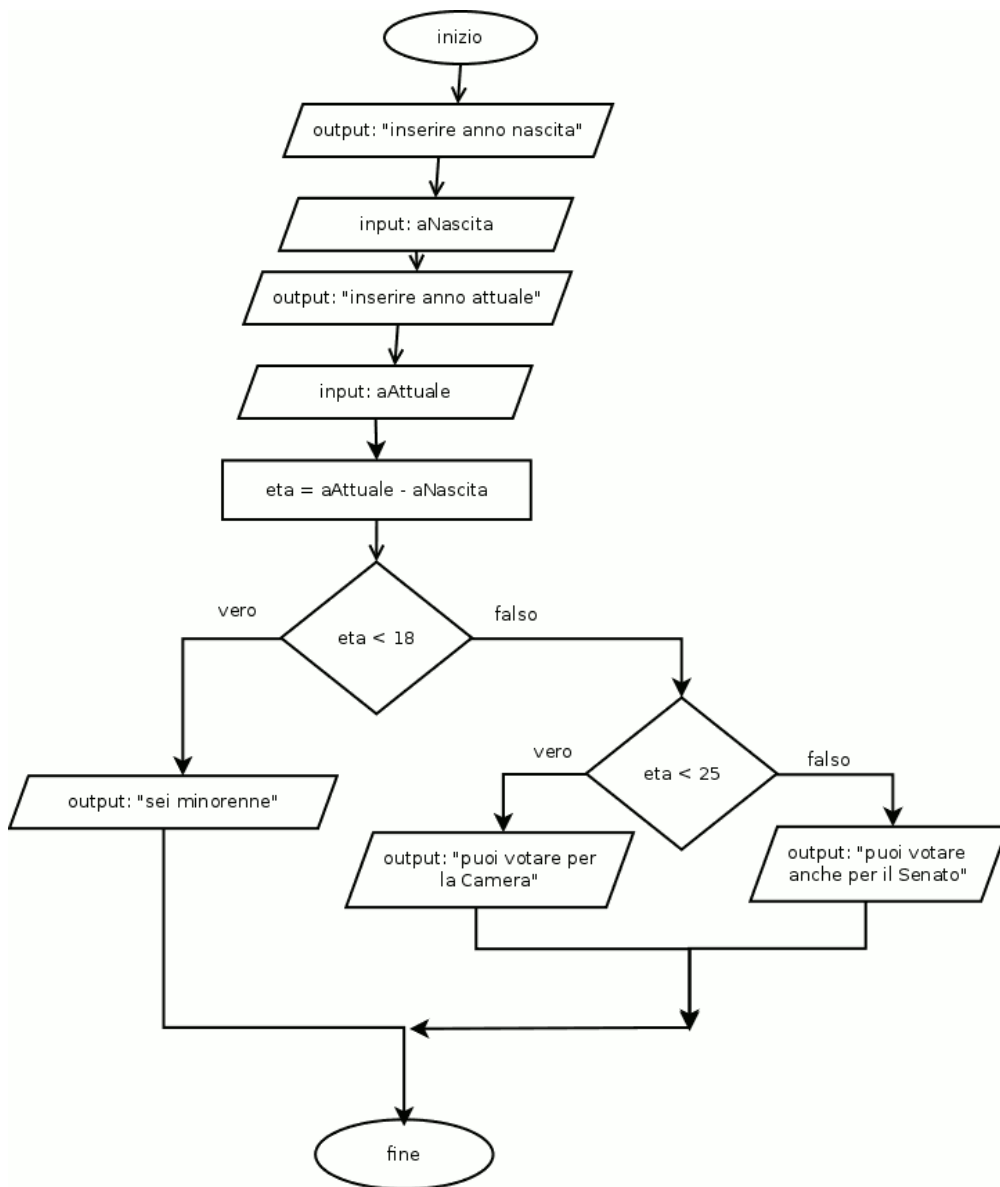 inizio
output: "inserire anno nascita"
input: aNascita
output: "inserire anno attuale"
input: aAttuale
eta = aAttuale - aNascita
vero
falso
eta < 18
vero
falso
eta < 25
output: "sei minorenne"
output: "puoi votare per
la Camera"
output: "puoi votare
anche per il Senato"
fine